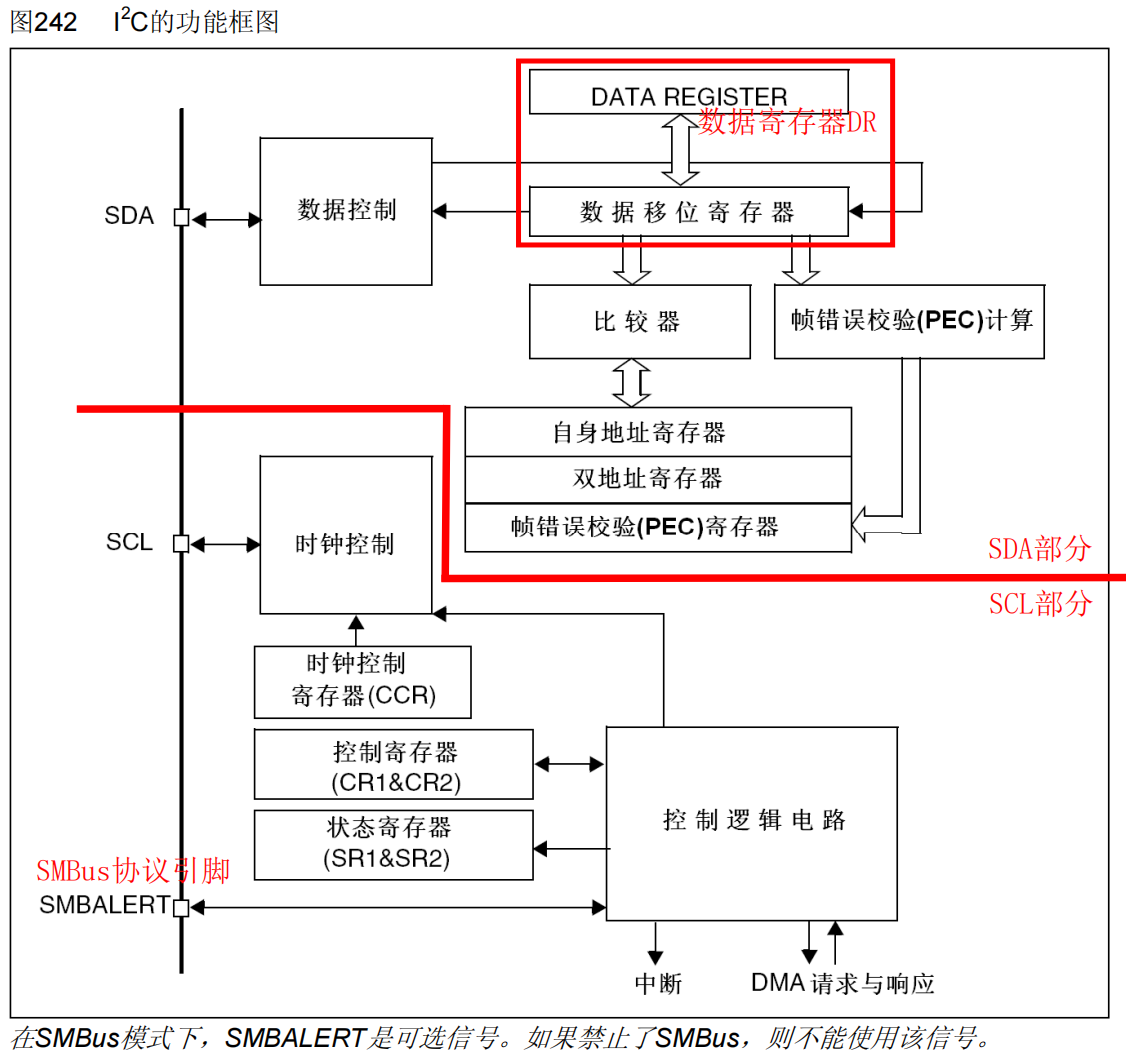 图242 I²C的功能框图
DATA REGISTER
数据寄存器DR
SDA
数据控制
数据移位寄存器
比较器
帧错误校验(PEC)计算
自身地址寄存器
双地址寄存器
帧错误校验(PEC)寄存器
SCL
时钟控制
SDA部分
SCL部分
时钟控制
寄存器(CCR)
控制寄存器
(CR1&CR2)
控制逻辑电路
状态寄存器
(SR1&SR2)
SMBus协议引脚
SMBALERT
中断
DMA 请求与响应
在SMBus模式下，SMBALERT是可选信号。如果禁止了SMBus，则不能使用该信号。